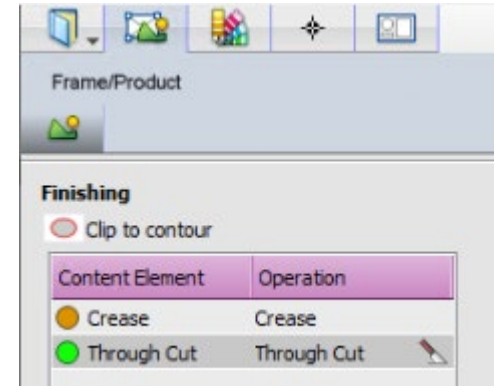 Frame/Product
Finishing
Clip to contour
Content Element Operation
Crease Crease
Through Cut Through Cut